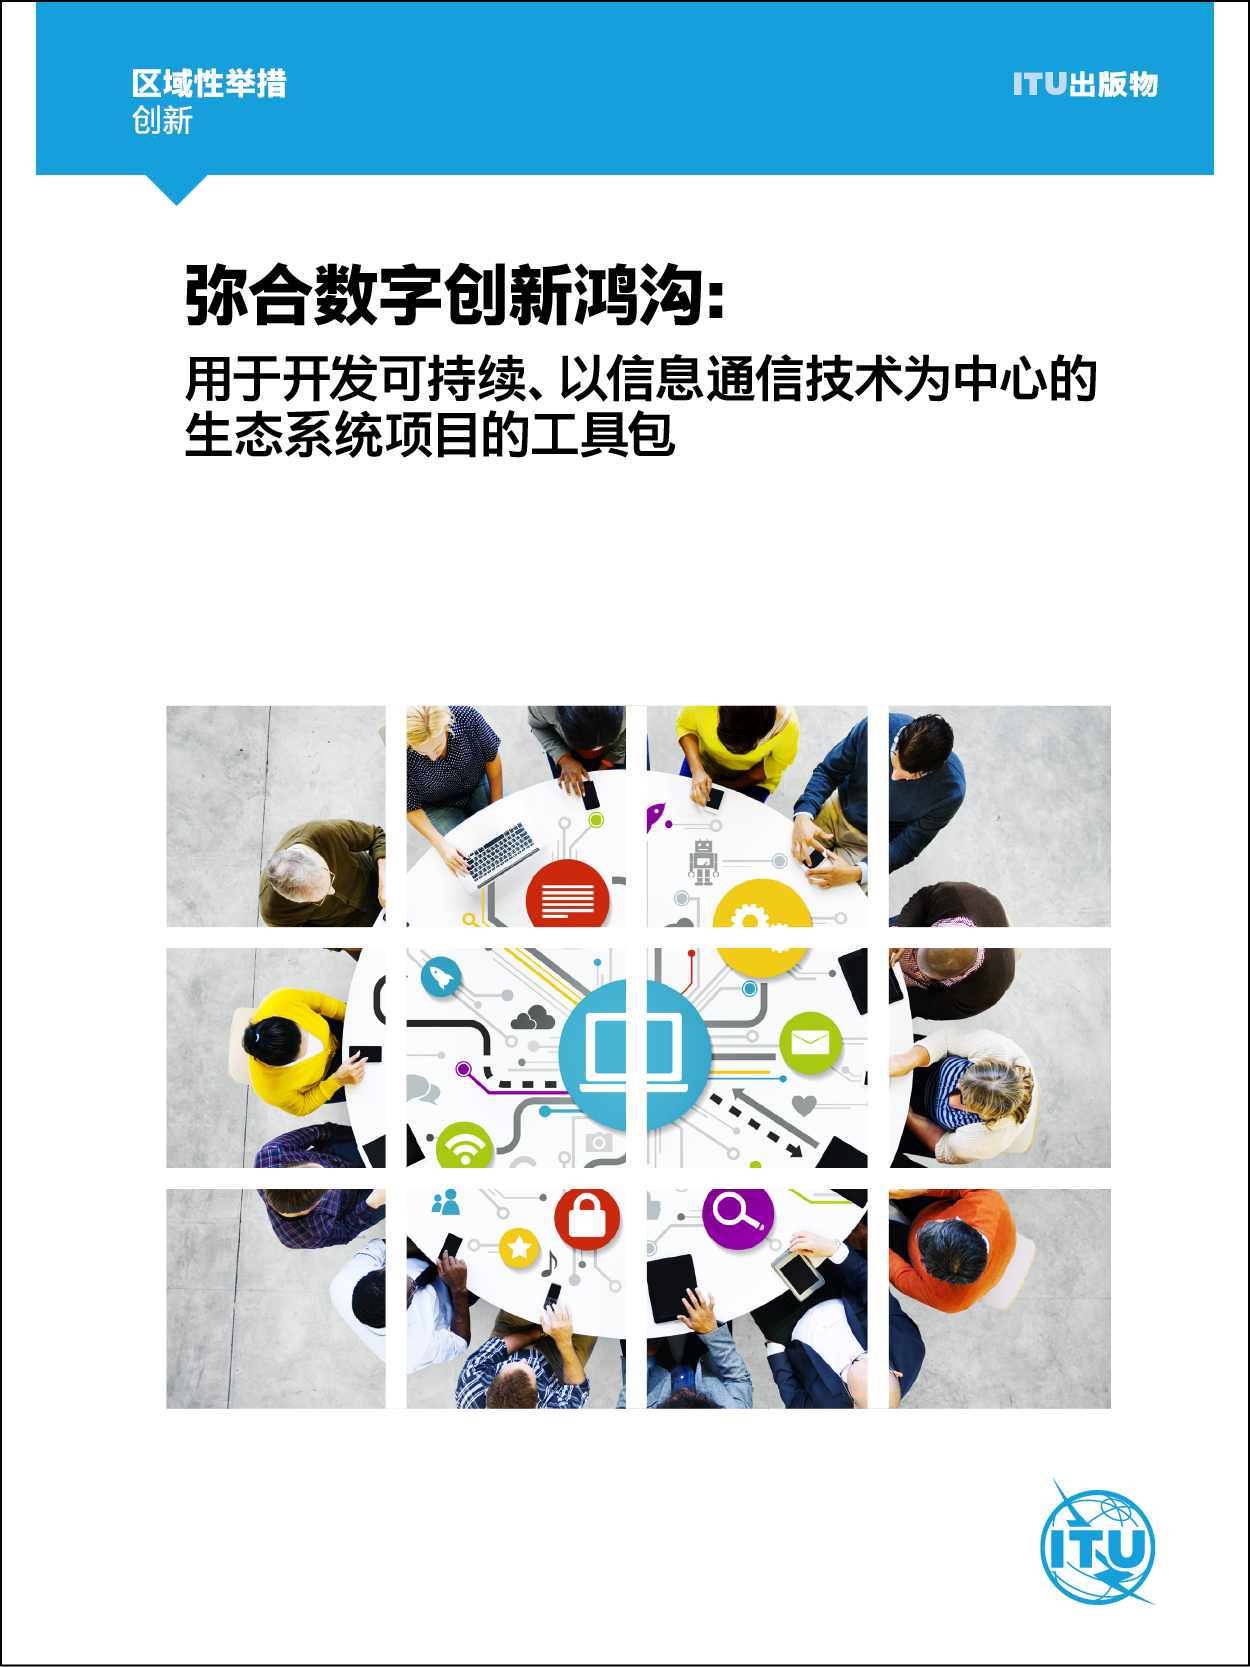 区域性举措
创新
ITU出版物
弥合数字创新鸿沟:
用于开发可持续、以信息通信技术为中心的
生态系统项目的工具包
ITU